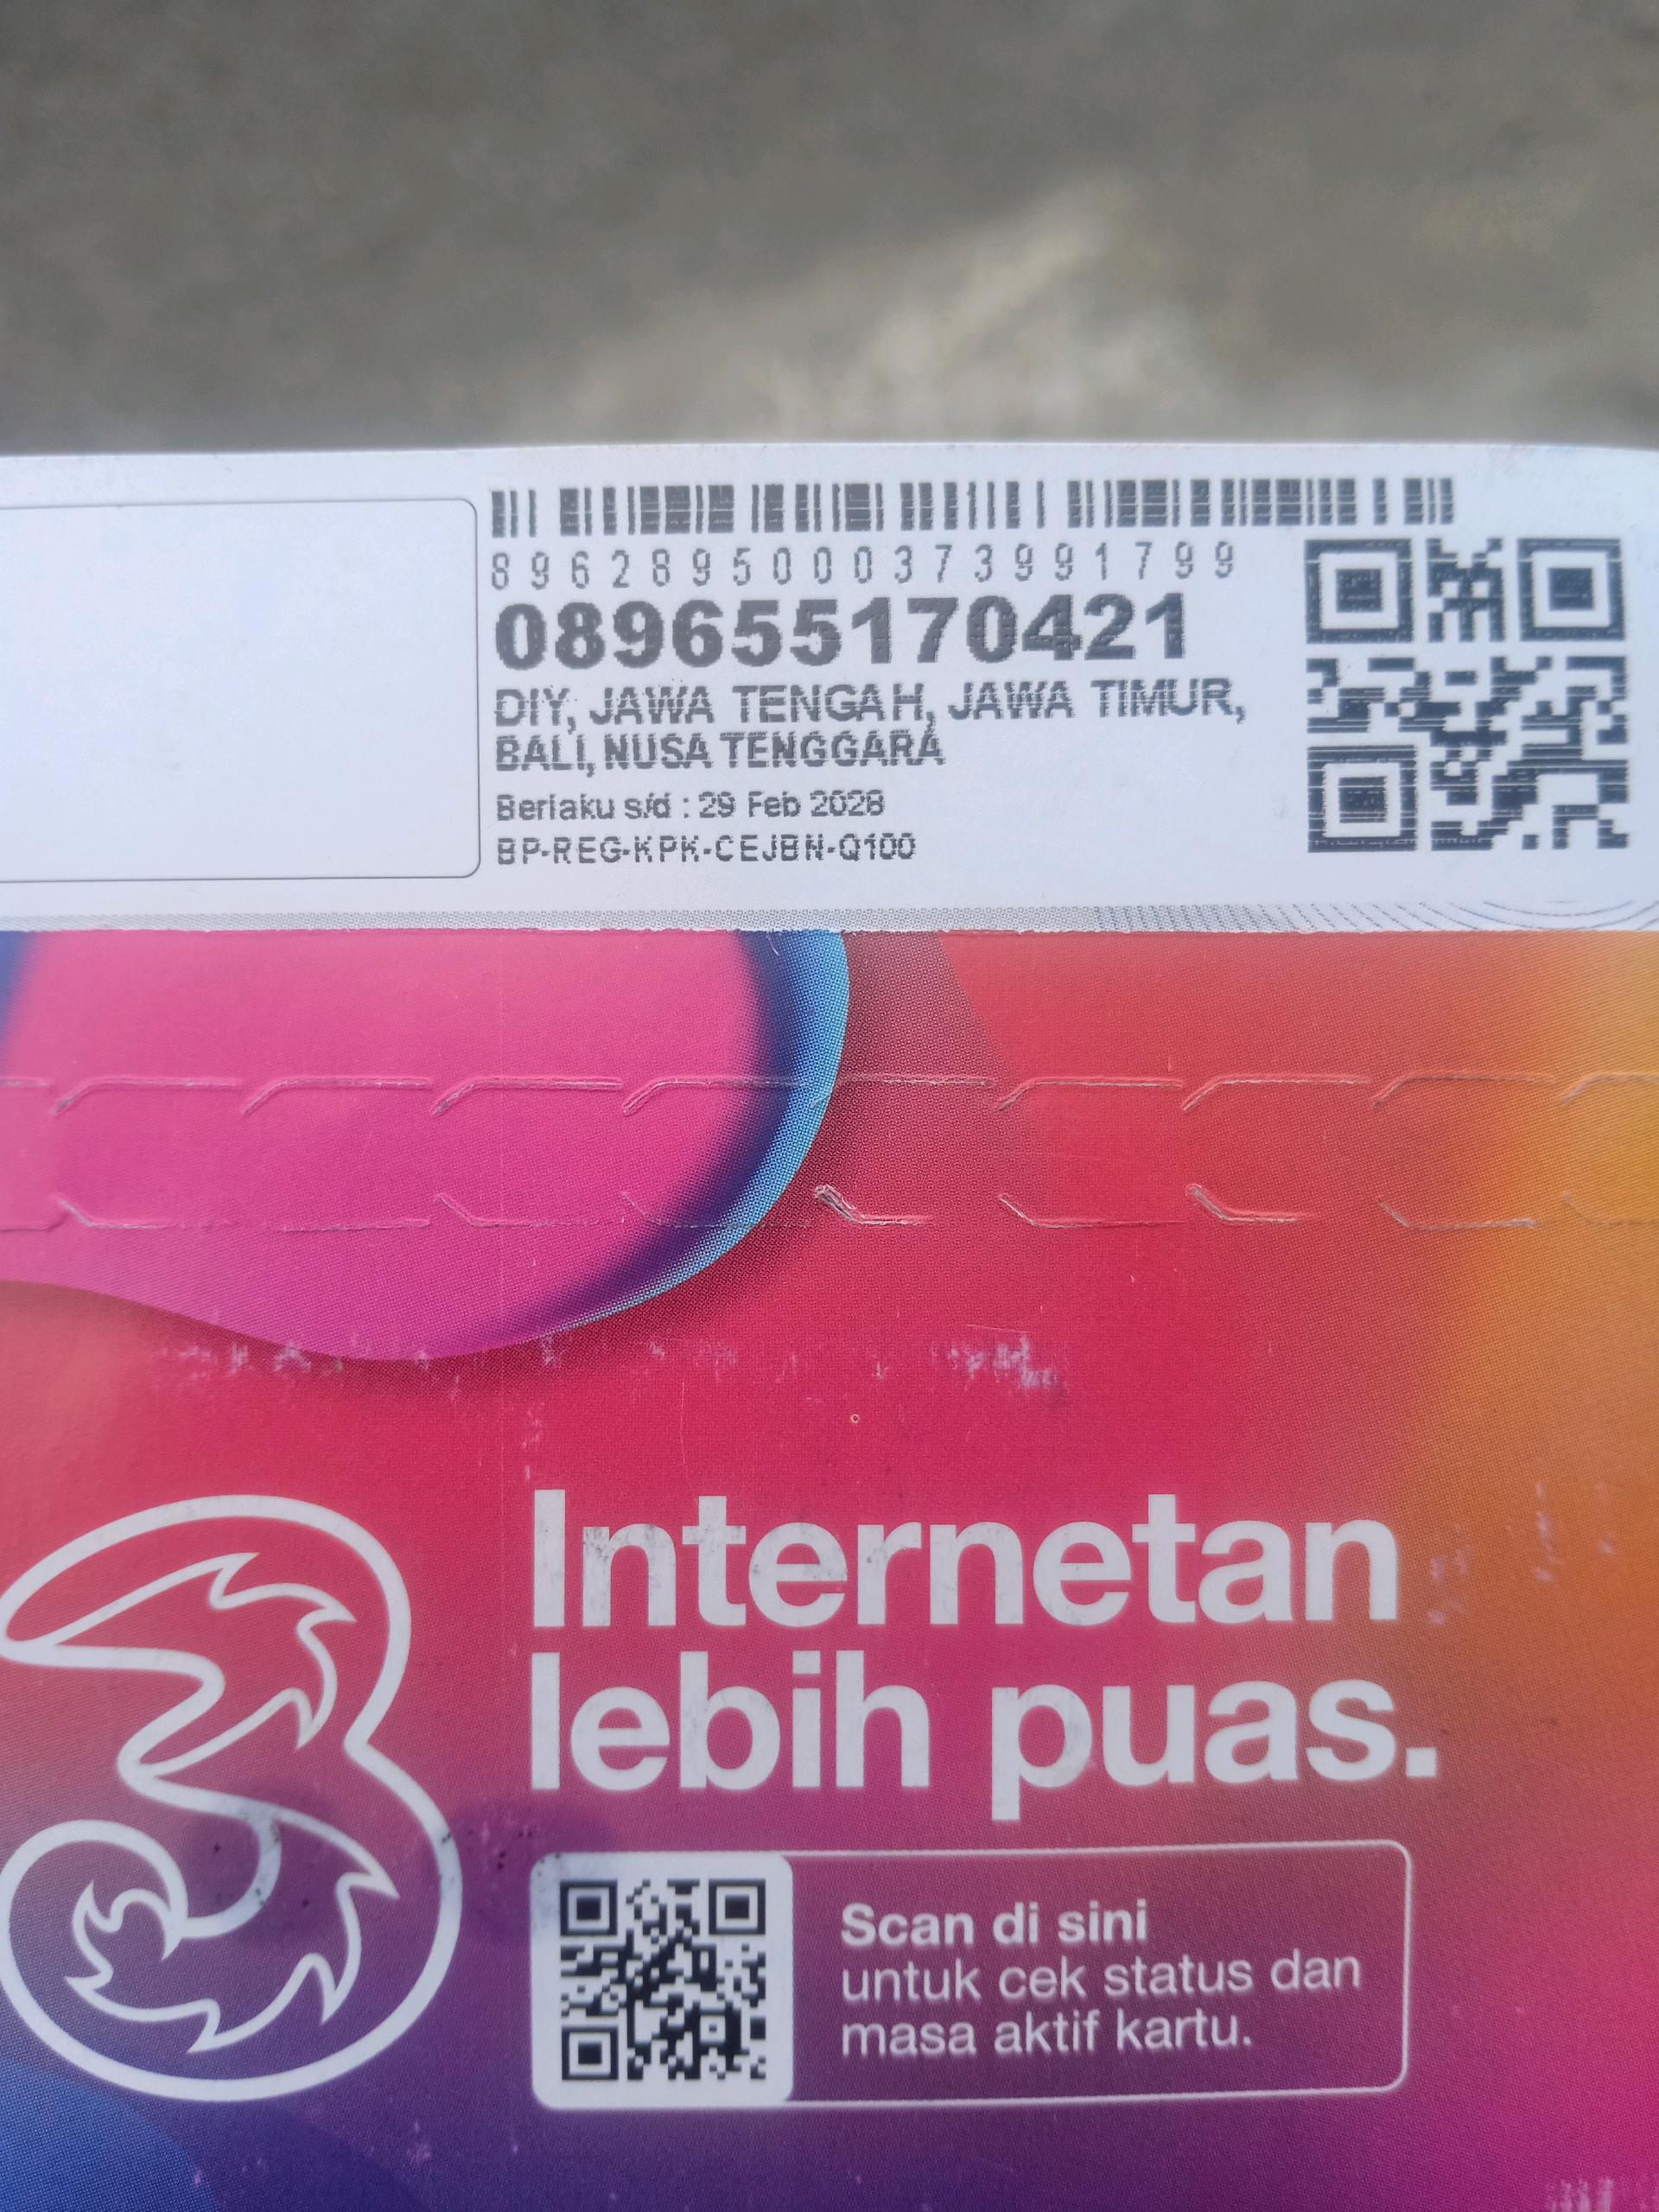 8962895000373991799
089655170421
DIY, JAWA TENGAH, JAWA TIMUR,
BALI, NUSA TENGGARA
Berlaku s/d : 29 Feb 2028
BP-REG-KPK-CEJBN-Q100
3
Internetan
lebih puas.
Scan di sini
untuk cek status dan
masa aktif kartu.